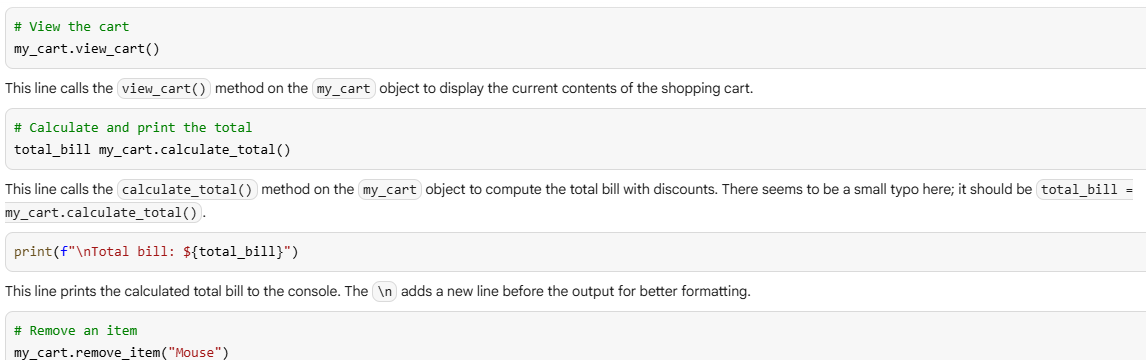 # View the cart
my_cart.view_cart()
This line calls the view_cart() method on the my_cart object to display the current contents of the shopping cart.
# Calculate and print the total
total_bill my_cart.calculate_total()
This line calls the calculate_total() method on the my_cart object to compute the total bill with discounts. There seems to be a small typo here; it should be total_bill =
my_cart.calculate_total().
print(f"\nTotal bill: ${total_bill}")
This line prints the calculated total bill to the console. The \n adds a new line before the output for better formatting.
# Remove an item
my_cart.remove_item("Mouse")